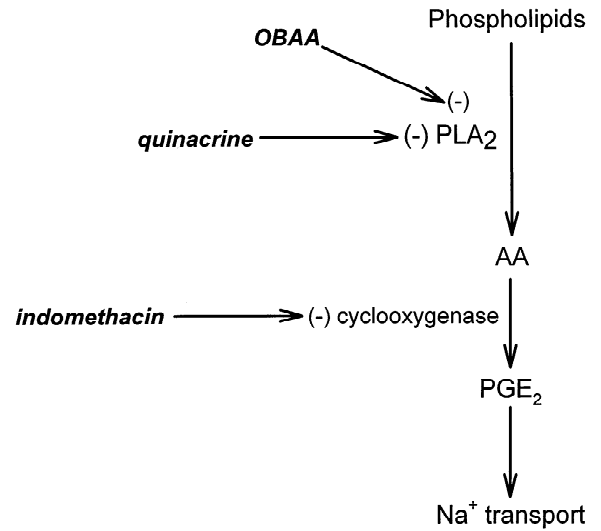 Phospholipids
OBAA
(-)
quinacrine
(-) PLA2
AA
indomethacin
(-) cyclooxygenase
PGE2
Na+ transport